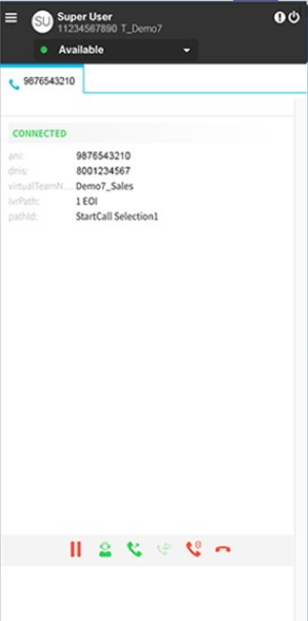 SU Super User
11234567890 T_Demo7
Available
9876543210
CONNECTED
ani: 9876543210
dnis: 8001234567
virtualTeamN... Demo7_Sales
IvrPath: 1 EOI
pathId: StartCall Selection1